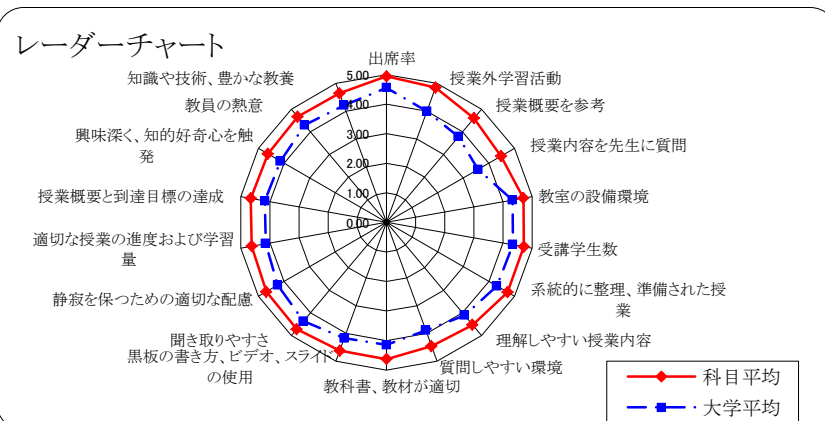 レーダーチャート
出席率
授業外学習活動
授業概要を参考
授業内容を先生に質問
教室の設備環境
受講学生数
系統的に整理、準備された授
業
理解しやすい授業内容
質問しやすい環境
教科書、教材が適切
黒板の書き方、ビデオ、スライド
の使用
聞き取りやすさ
静寂を保つための適切な配慮
適切な授業の進度および学習
量
授業概要と到達目標の達成
興味深く、知的好奇心を触
発
教員の熱意
知識や技術、豊かな教養
5.00
4.00
3.00
2.00
1.00
0.00
科目平均
大学平均